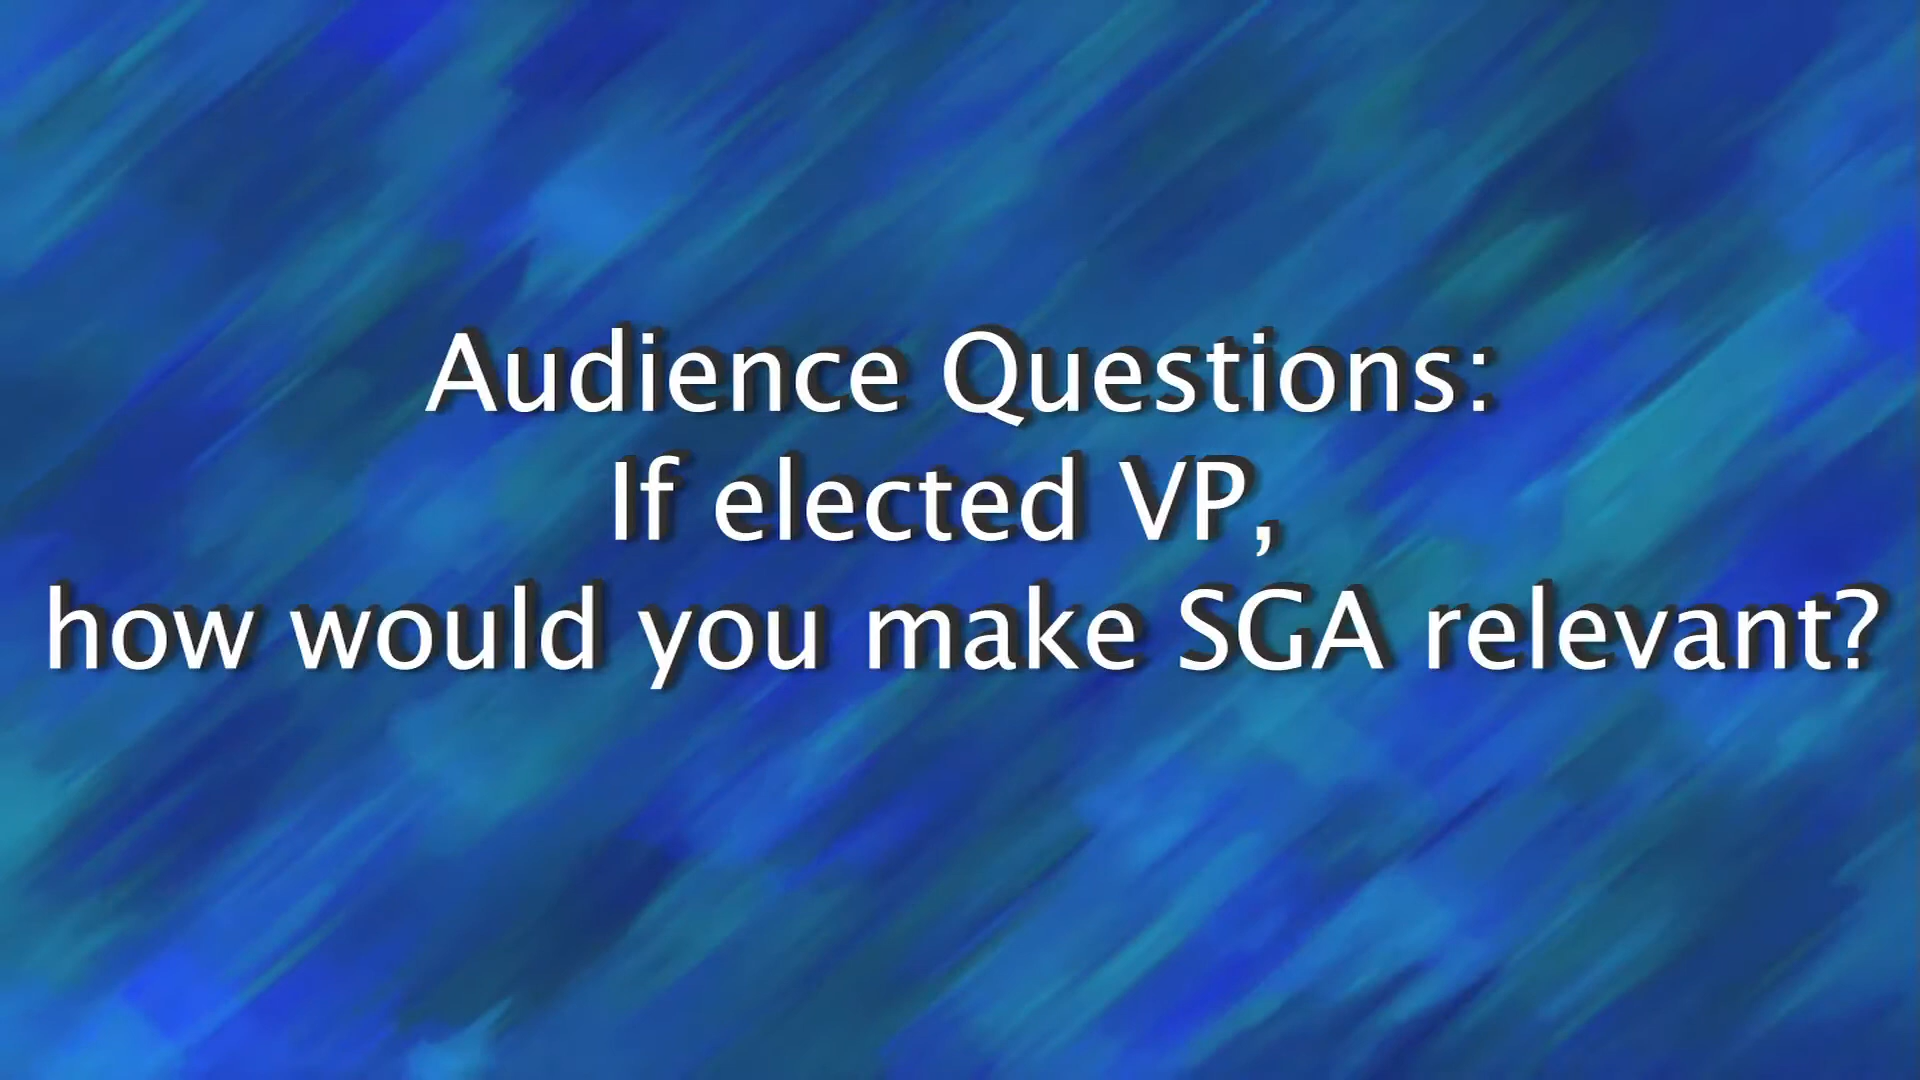 Audience Questions:
If elected VP,
how would you make SGA relevant?